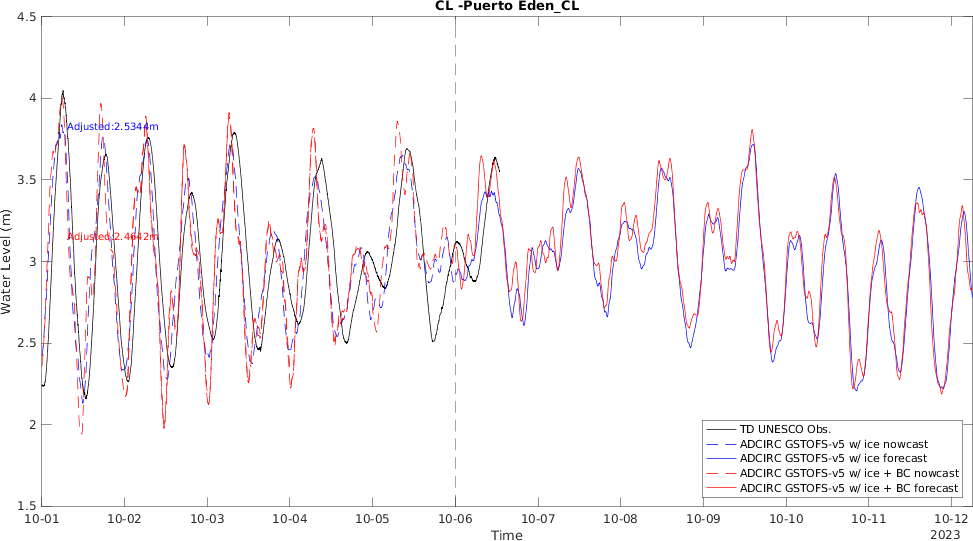 CL -Puerto Eden_CL
4.5
4
3.5
3
2.5
2
1.5
Water Level (m)
Adjusted:2.5344m
Adjusted:2.4642m
TD UNESCO Obs.
ADCIRC GSTOFS-v5 w/ ice nowcast
ADCIRC GSTOFS-v5 w/ ice forecast
ADCIRC GSTOFS-v5 w/ ice + BC nowcast
ADCIRC GSTOFS-v5 w/ ice + BC forecast
10-01 10-02 10-03 10-04 10-05 10-06 10-07 10-08 10-09 10-10 10-11 10-12
Time 2023